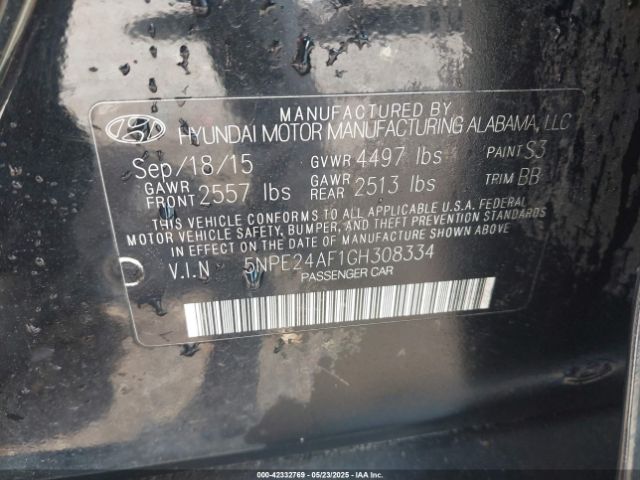 MANUFACTURED BY
HYUNDAI MOTOR MANUFACTURING ALABAMA, LLC
Sep/18/15 GVWR 4497 lbs PAINT S3
GAWR FRONT 2557 lbs GAWR REAR 2513 lbs TRIM BB
THIS VEHICLE CONFORMS TO ALL APPLICABLE U.S.A. FEDERAL
MOTOR VEHICLE SAFETY, BUMPER, AND THEFT PREVENTION STANDARDS
IN EFFECT ON THE DATE OF MANUFACTURE SHOWN ABOVE.
V.I.N 5NPE24AF1GH308334
PASSENGER CAR
000-42332769 - 05/23/2025 - IAAI.COM